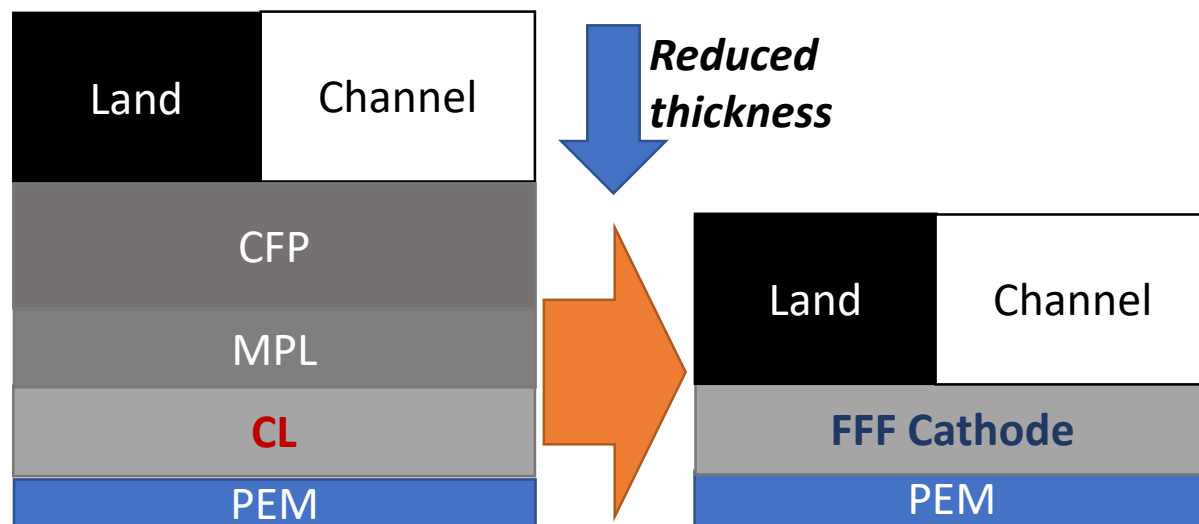 Land
Channel
CFP
MPL
CL
PEM
Reduced
thickness
Land
Channel
FFF Cathode
PEM